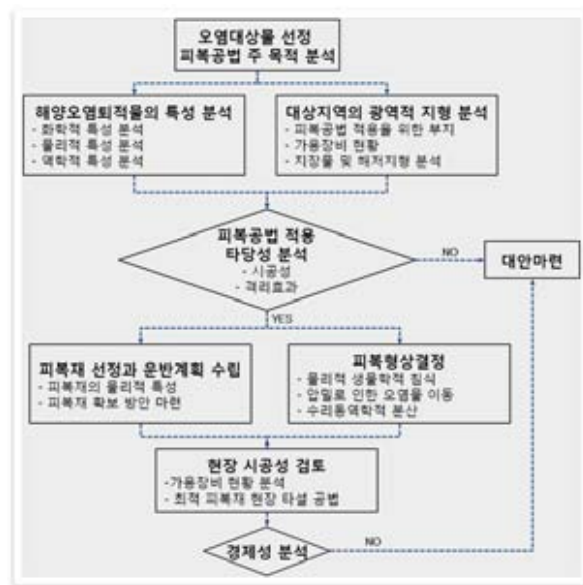 오염대상물 선정
피복공법 주 목적 분석
해양오염퇴적물의 특성 분석
- 화학적 특성 분석
- 물리적 특성 분석
- 역학적 특성 분석
대상지역의 광역적 지형 분석
- 피복공법 적용을 위한 부지
- 가용장비 현황
- 지장물 및 해저지형 분석
피복공법 적용
타당성 분석
- 시공성
- 격리효과
NO
대안마련
YES
피복재 선정과 운반계획 수립
- 피복재의 물리적 특성
- 피복재 확보 방안 마련
피복형상결정
- 물리적 생물학적 침식
- 압밀로 인한 오염물 이동
- 수리동역학적 분산
현장 시공성 검토
-가용장비 현황 분석
- 최적 피복재 현장 타설 공법
경제성 분석
NO